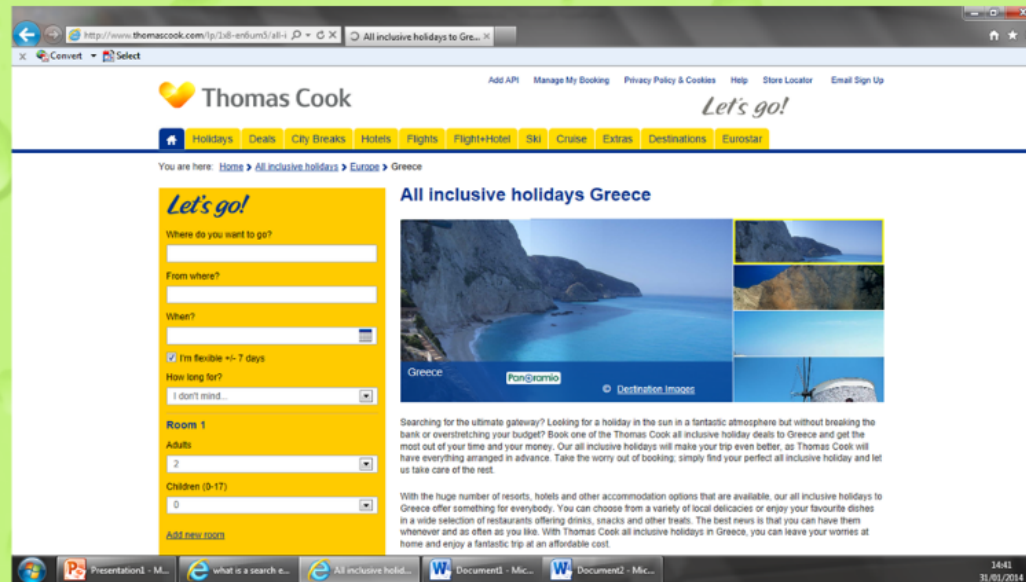 http://www.thomascook.com/lp/1x8-en6um5/all-i
All inclusive holidays to Gre...
x Convert Select
Add API Manage My Booking Privacy Policy & Cookies Help Store Locator Email Sign Up
Thomas Cook
Let's go!
Holidays Deals City Breaks Hotels Flights Flight+Hotel Ski Cruise Extras Destinations Eurostar
You are here: Home > All inclusive holidays > Europe > Greece
Let's go!
Where do you want to go?
From where?
When?
I'm flexible +/- 7 days
How long for?
I don't mind...
Room 1
Adults
2
Children (0-17)
0
Add new room
All inclusive holidays Greece
Greece
Panoramio
© Destination Images
Searching for the ultimate gateway? Looking for a holiday in the sun in a fantastic atmosphere but without breaking the
bank or overstretching your budget? Book one of the Thomas Cook all inclusive holiday deals to Greece and get the
most out of your time and your money. Our all inclusive holidays will make your trip even better, as Thomas Cook will
have everything arranged in advance. Take the worry out of booking; simply find your perfect all inclusive holiday and let
us take care of the rest.
With the huge number of resorts, hotels and other accommodation options that are available, our all inclusive holidays to
Greece offer something for everybody. You can choose from a variety of local delicacies or enjoy your favourite dishes
in a wide selection of restaurants offering drinks, snacks and other treats. The best news is that you can have them
whenever and as often as you like. With Thomas Cook all inclusive holidays in Greece, you can leave your worries at
home and enjoy a fantastic trip at an affordable cost.
Presentation1 - M... what is a search e... All inclusive holid... Document1 - Mic... Document2 - Mic...
14:41
31/01/2014